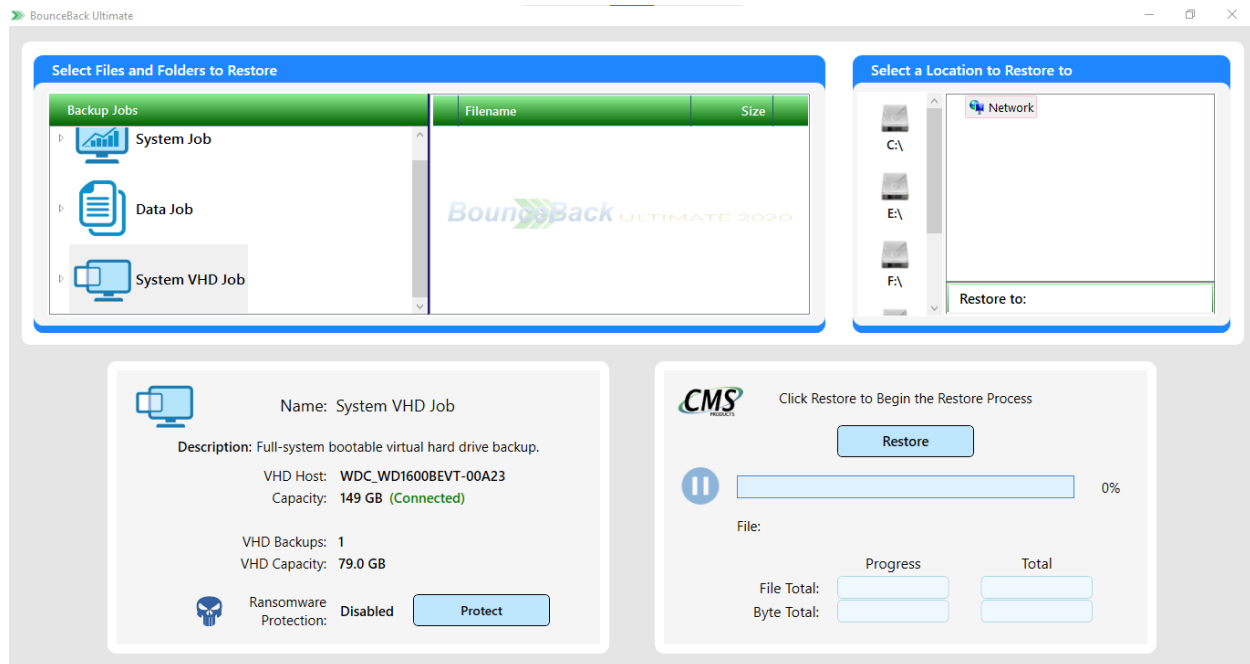 BounceBack Ultimate
Select Files and Folders to Restore
Backup Jobs
Filename
Size
System Job
Data Job
System VHD Job
BounceBack ULTIMATE 2020
Select a Location to Restore to
C:\
E:\
F:\
Network
Restore to:
Name: System VHD Job
Description: Full-system bootable virtual hard drive backup.
VHD Host: WDC_WD1600BEVT-00A23
Capacity: 149 GB (Connected)
VHD Backups: 1
VHD Capacity: 79.0 GB
Ransomware
Protection: Disabled
Protect
CMS
PRODUCTS
Click Restore to Begin the Restore Process
Restore
0%
File:
Progress Total
File Total:
Byte Total: